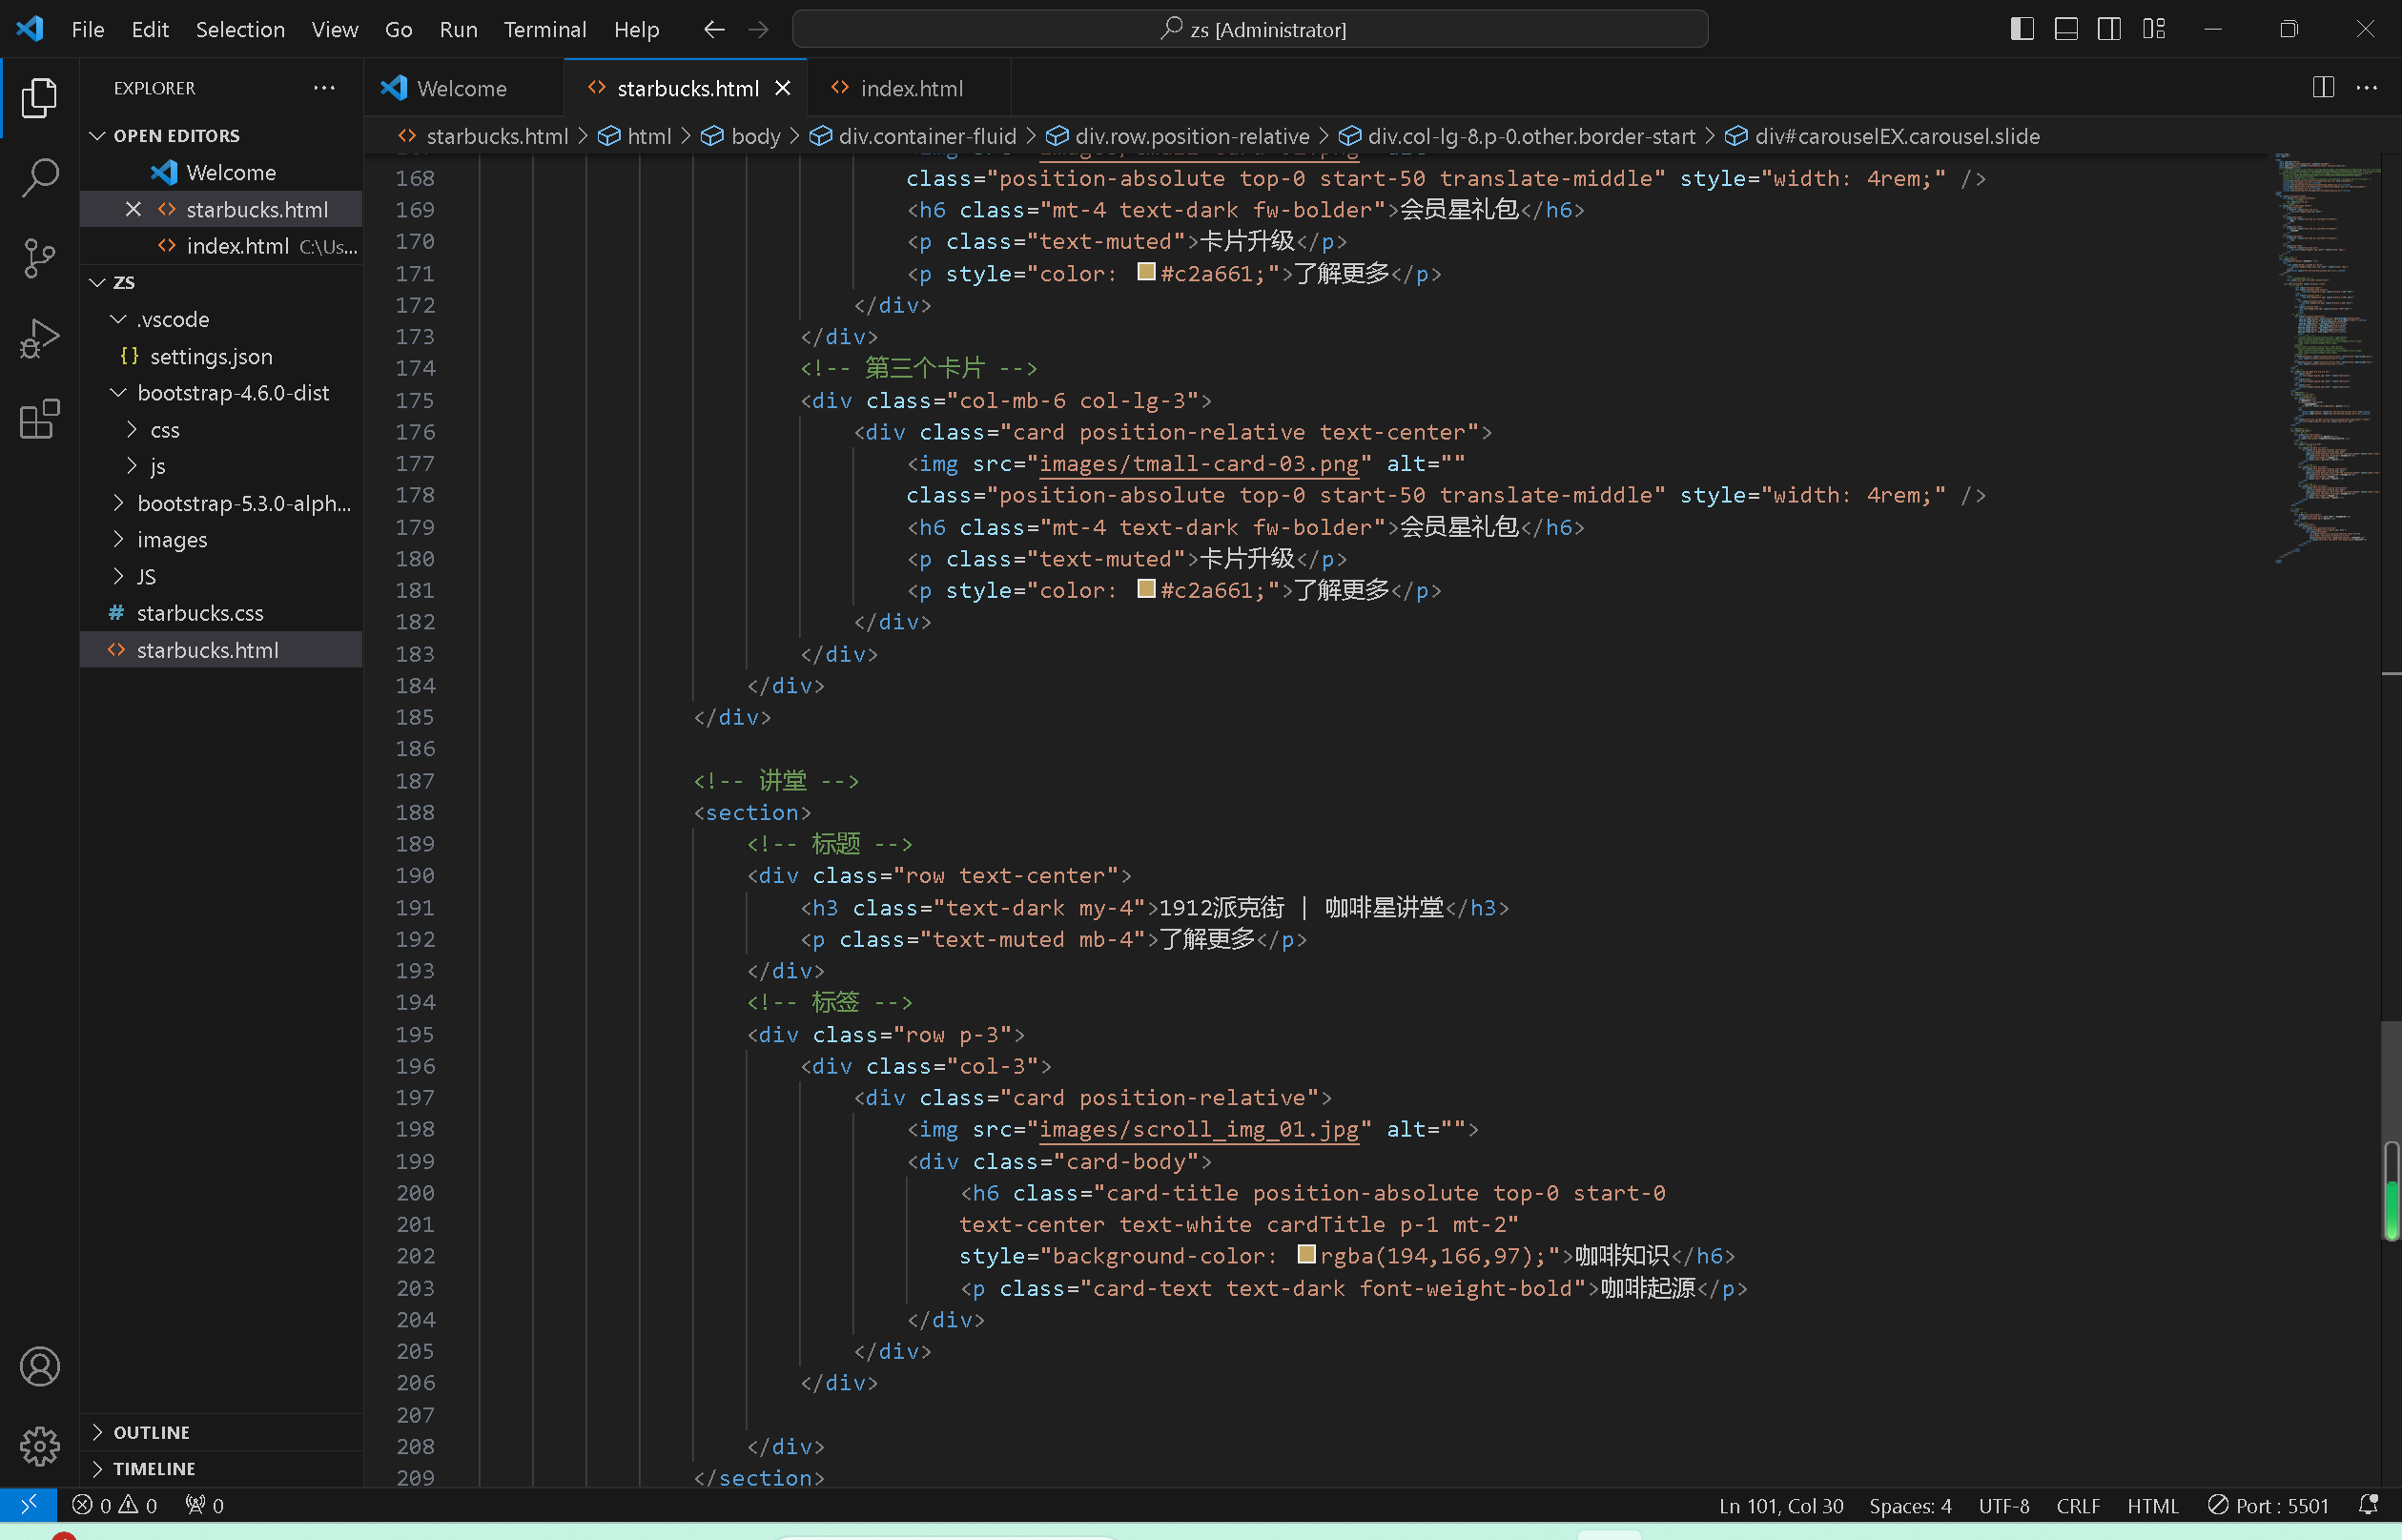 File Edit Selection View Go Run Terminal Help
zs [Administrator]
EXPLORER
OPEN EDITORS
Welcome
starbucks.html
index.html C:\Us...
ZS
.vscode
{} settings.json
bootstrap-4.6.0-dist
css
js
bootstrap-5.3.0-alph...
images
JS
# starbucks.css
starbucks.html
OUTLINE
TIMELINE
Welcome starbucks.html index.html
starbucks.html > html > body > div.container-fluid > div.row.position-relative > div.col-lg-8.p-0.other.border-start > div#carouselEX.carousel.slide
168 class="position-absolute top-0 start-50 translate-middle" style="width: 4rem;" />
169 <h6 class="mt-4 text-dark fw-bolder">会员星礼包</h6>
170 <p class="text-muted">卡片升级</p>
171 <p style="color: #c2a661;">了解更多</p>
172 </div>
173 </div>
174 <!-- 第三个卡片 -->
175 <div class="col-mb-6 col-lg-3">
176 <div class="card position-relative text-center">
177 <img src="images/tmall-card-03.png" alt=""
178 class="position-absolute top-0 start-50 translate-middle" style="width: 4rem;" />
179 <h6 class="mt-4 text-dark fw-bolder">会员星礼包</h6>
180 <p class="text-muted">卡片升级</p>
181 <p style="color: #c2a661;">了解更多</p>
182 </div>
183 </div>
184 </div>
185 </div>
186
187 <!-- 讲堂 -->
188 <section>
189 <!-- 标题 -->
190 <div class="row text-center">
191 <h3 class="text-dark my-4">1912派克街 | 咖啡星讲堂</h3>
192 <p class="text-muted mb-4">了解更多</p>
193 </div>
194 <!-- 标签 -->
195 <div class="row p-3">
196 <div class="col-3">
197 <div class="card position-relative">
198 <img src="images/scroll_img_01.jpg" alt="">
199 <div class="card-body">
200 <h6 class="card-title position-absolute top-0 start-0
201 text-center text-white cardTitle p-1 mt-2"
202 style="background-color: rgba(194,166,97);">咖啡知识</h6>
203 <p class="card-text text-dark font-weight-bold">咖啡起源</p>
204 </div>
205 </div>
206 </div>
207
208 </div>
209 </section>
0 0 0
Ln 101, Col 30 Spaces: 4 UTF-8 CRLF HTML Port : 5501